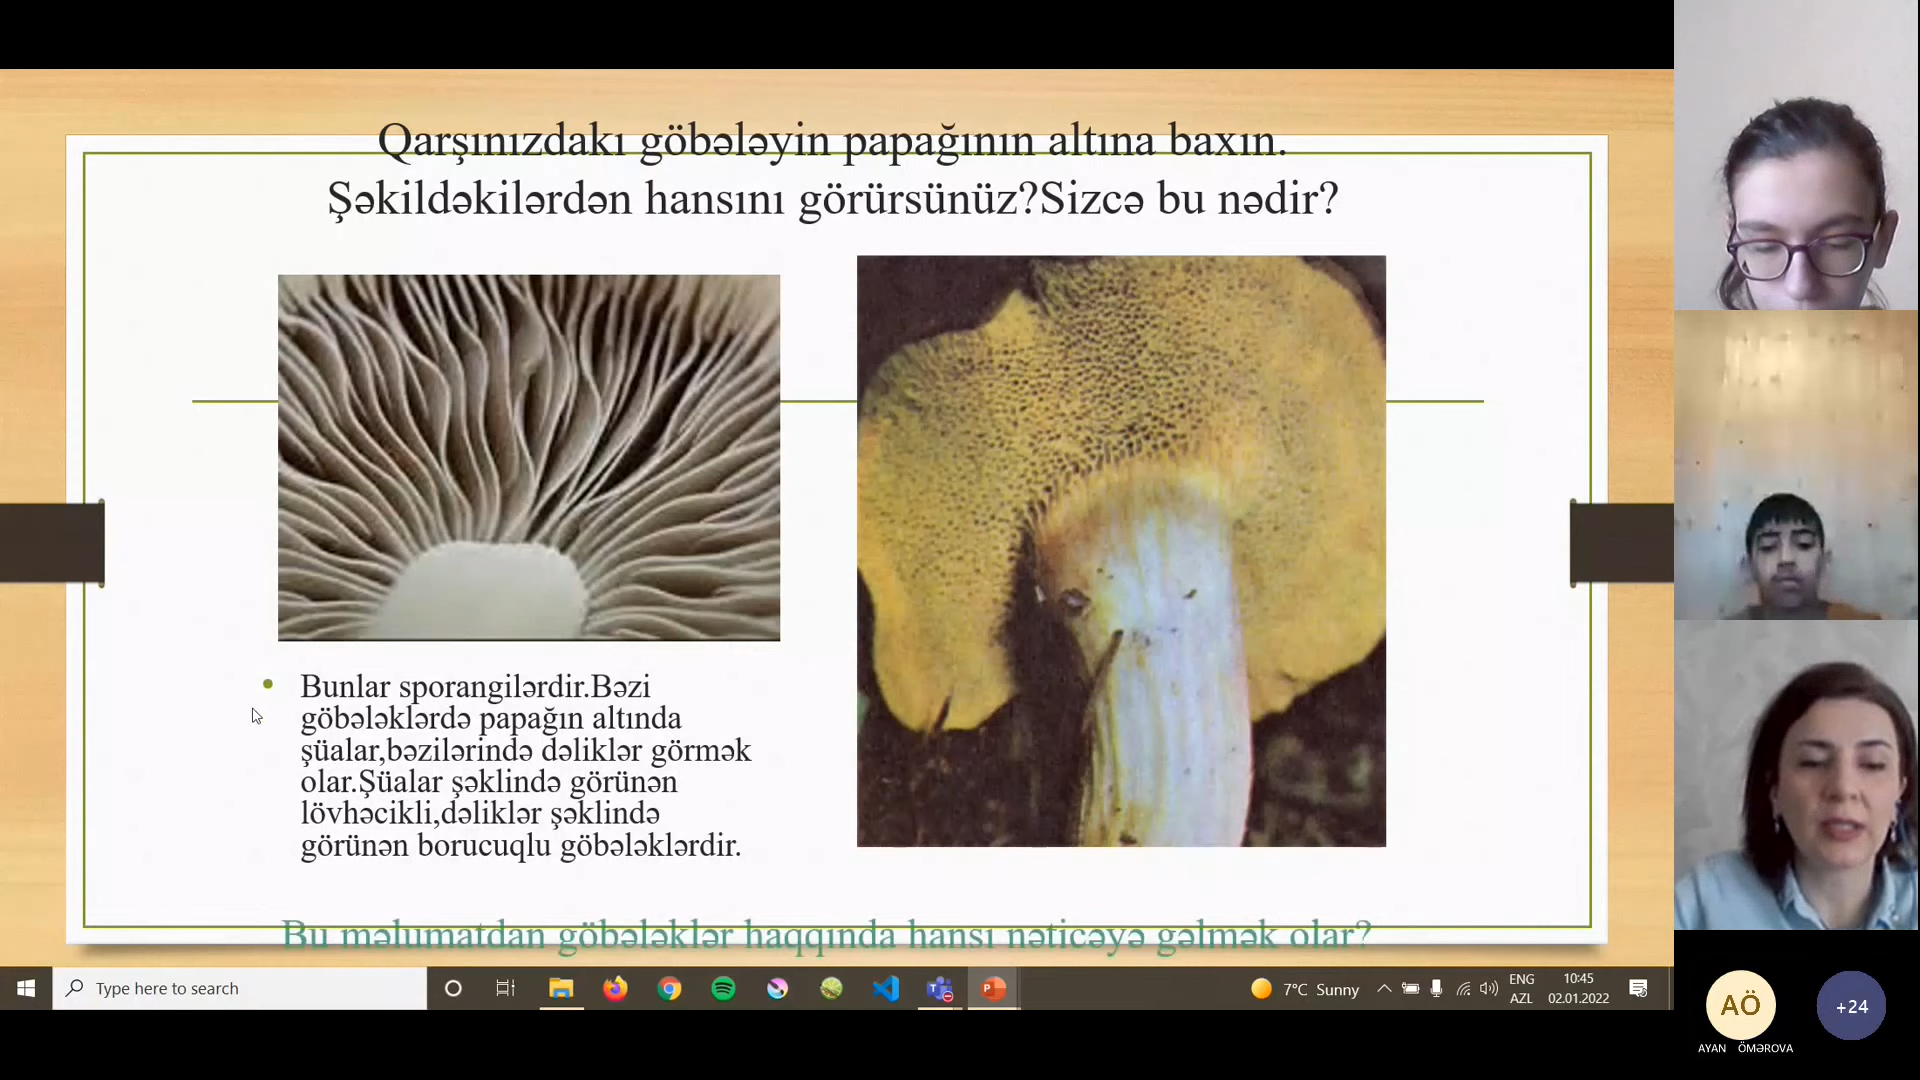 Qarşınızdakı göbələyin papağının altına baxın.
Şəkildəkilərdən hansını görürsünüz?Sizcə bu nədir?
Bunlar sporangilərdir.Bəzi
göbələklərdə papağın altında
şüalar,bəzilərində dəliklər görmək
olar.Şüalar şəklində görünən
lövhəcikli,dəliklər şəklində
görünən borucuqlu göbələklərdir.
Bu məlumatdan göbələklər haqqında hansı nəticəyə gəlmək olar?
Type here to search
7°C Sunny
ENG
AZL
10:45
02.01.2022
AÖ
AYAN ÖMƏROVA
+24